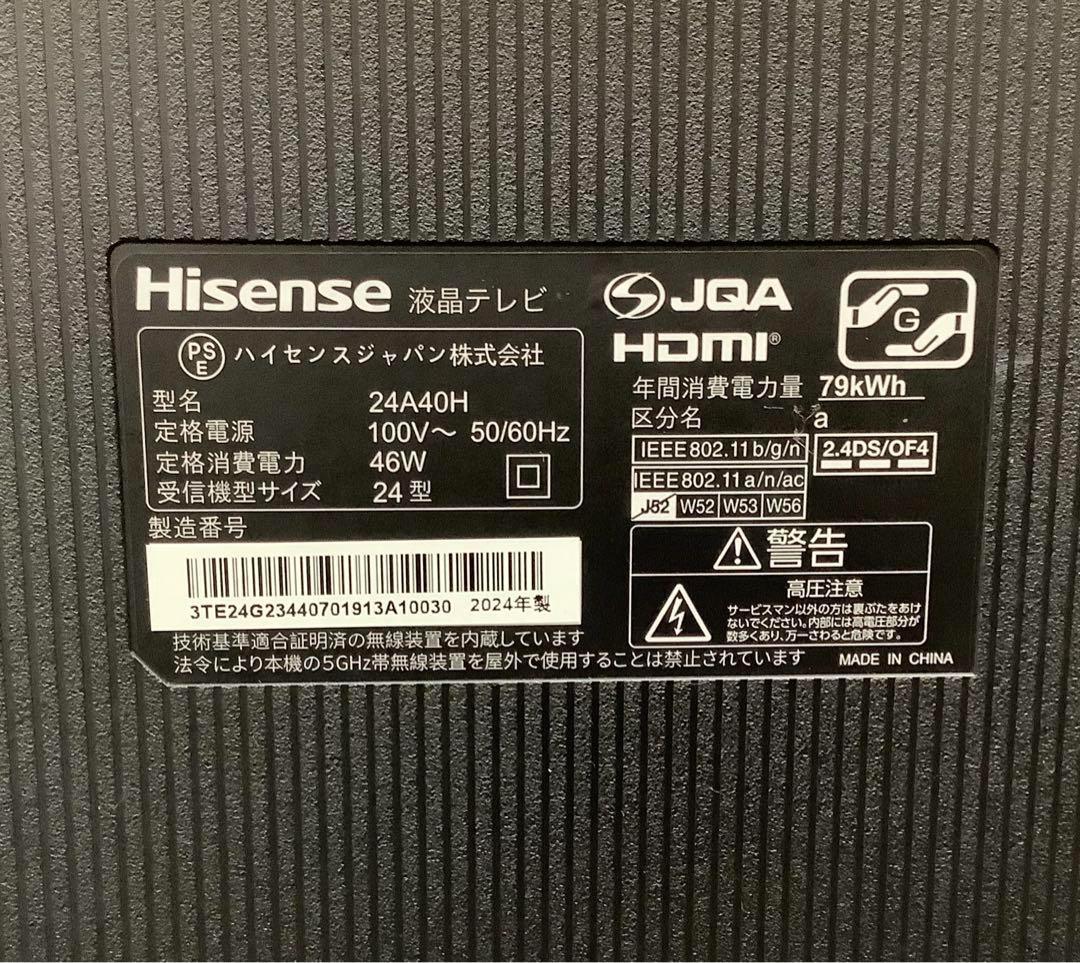 Hisense 液晶テレビ
PSE ハイセンスジャパン株式会社
型名 24A40H
定格電源 100V～ 50/60Hz
定格消費電力 46W
受信機型サイズ 24型
製造番号
3TE24G23440701913A10030 2024年製
技術基準適合証明済の無線装置を内蔵しています
法令により本機の5GHz帯無線装置を屋外で使用することは禁止されています
S JQA
HDMI®
G
年間消費電力量 79kWh
区分名 a
IEEE802.11b/g/n 2.4DS/OF4
IEEE802.11a/n/ac
J52 W52 W53 W56
警告
高圧注意
サービスマン以外の方は裏ぶたをあけ
ないでください。内部には高電圧部分が
数多くあり、万一さわると危険です。
MADE IN CHINA